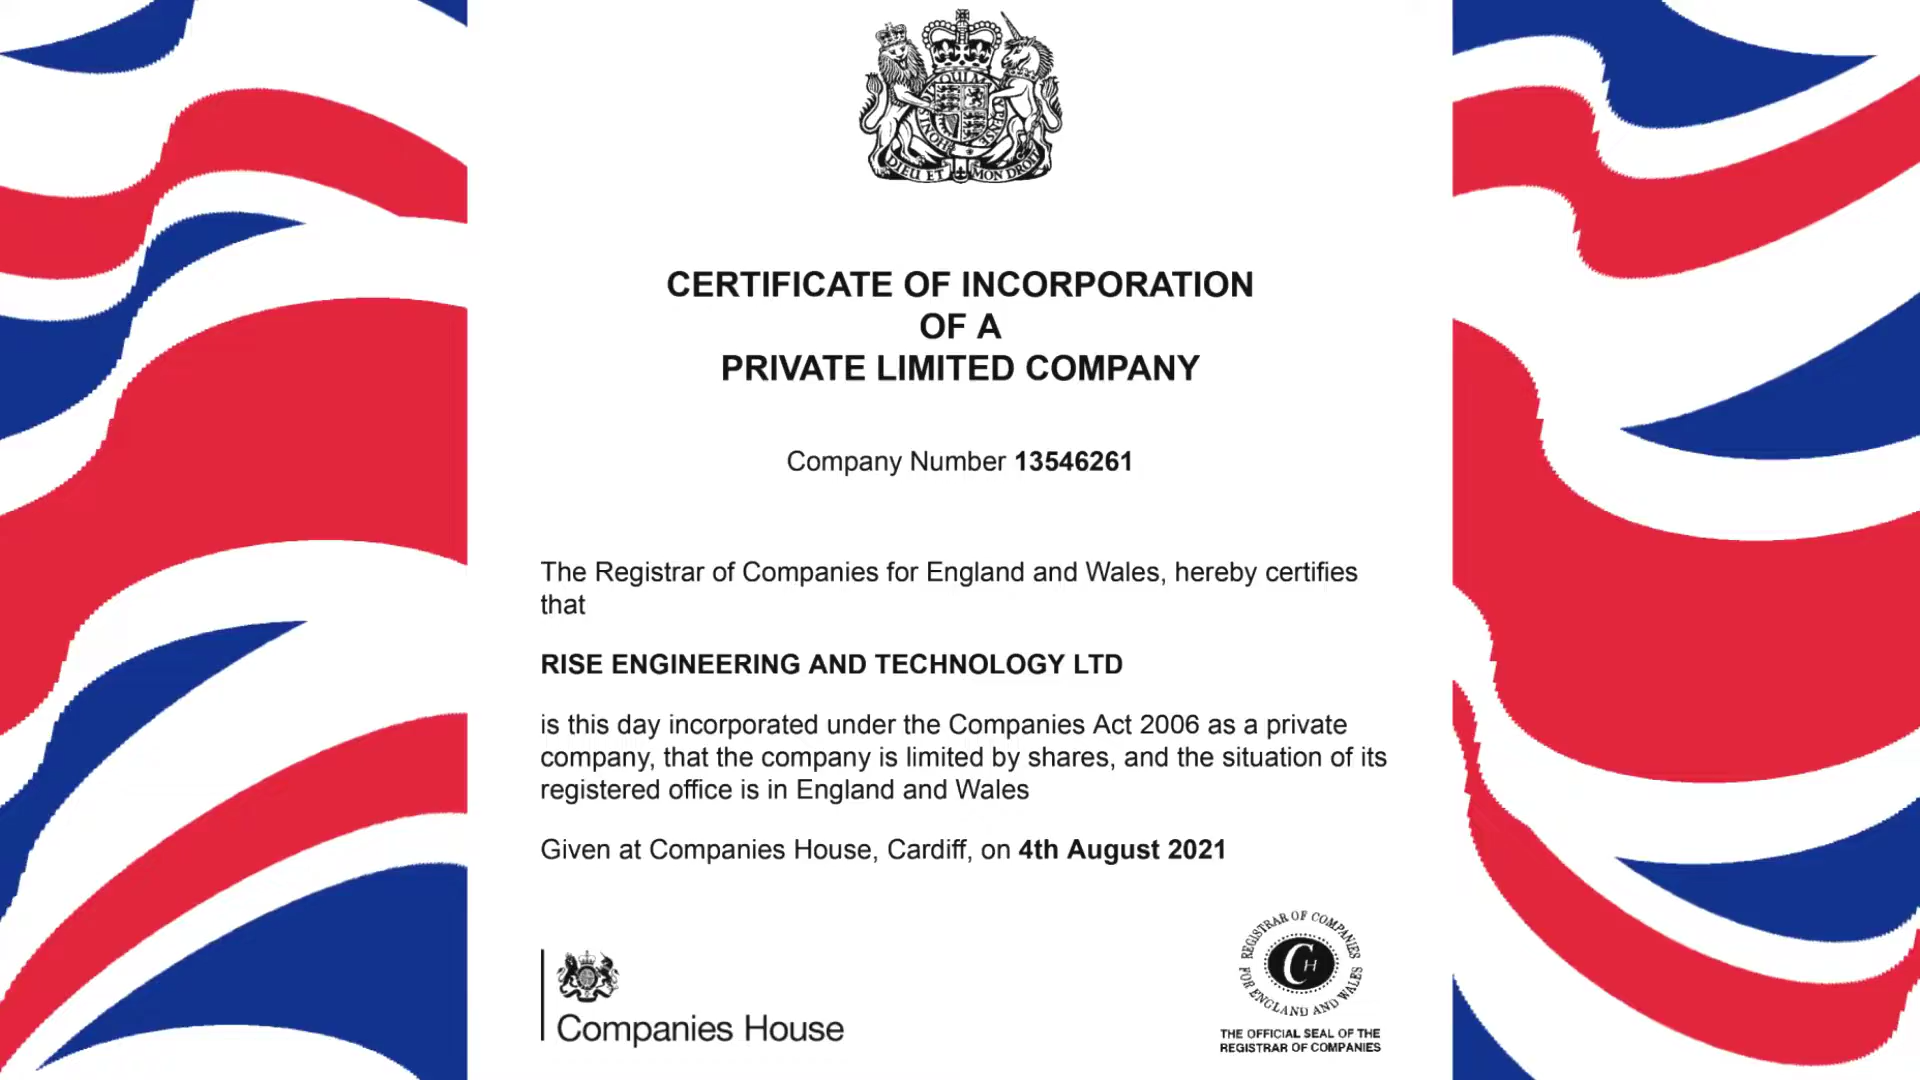 QUI M
HONI SOIT
PENSE
DIEU ET MON DROIT
CERTIFICATE OF INCORPORATION
OF A
PRIVATE LIMITED COMPANY
Company Number 13546261
The Registrar of Companies for England and Wales, hereby certifies
that
RISE ENGINEERING AND TECHNOLOGY LTD
is this day incorporated under the Companies Act 2006 as a private
company, that the company is limited by shares, and the situation of its
registered office is in England and Wales
Given at Companies House, Cardiff, on 4th August 2021
Companies House
REGISTRAR OF COMPANIES
FOR ENGLAND AND WALES
CH
THE OFFICIAL SEAL OF THE
REGISTRAR OF COMPANIES